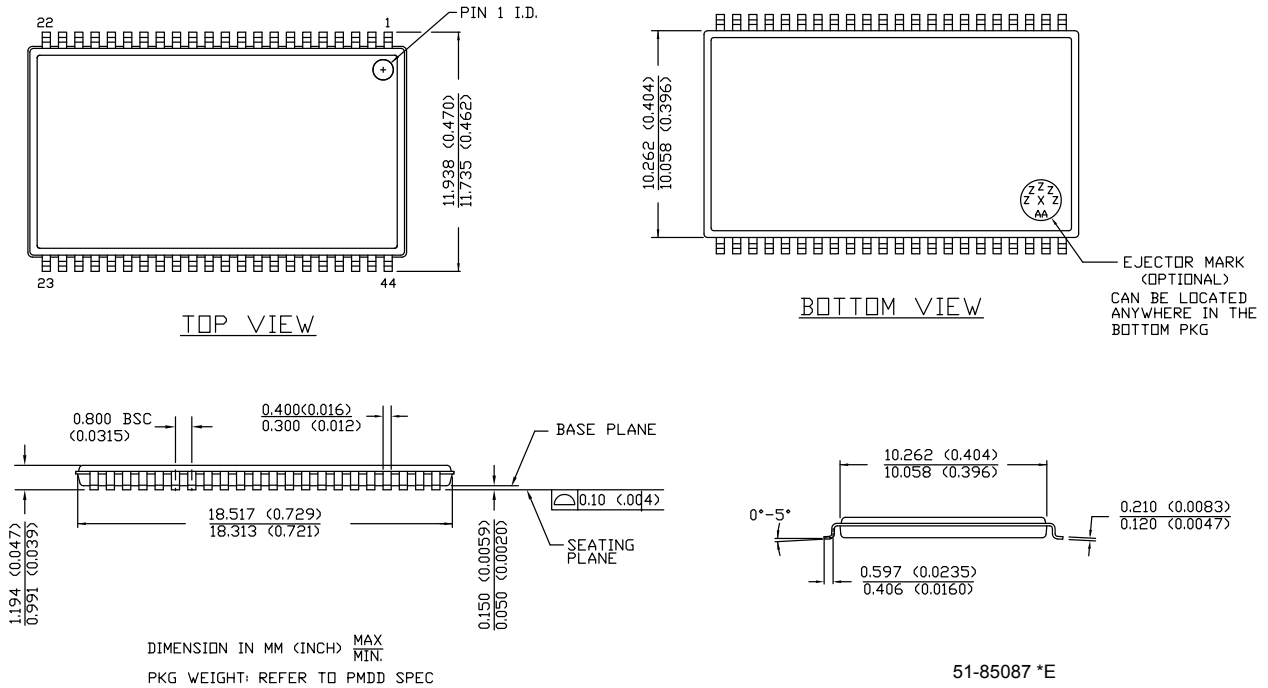 22
1
PIN 1 I.D.
11.938 (0.470)
11.735 (0.462)
23
44
TOP VIEW
10.262 (0.404)
10.058 (0.396)
Z Z Z
Z X Z
AA
EJECTOR MARK
(OPTIONAL)
CAN BE LOCATED
ANYWHERE IN THE
BOTTOM PKG
BOTTOM VIEW
0.800 BSC
(0.0315)
0.400(0.016)
0.300 (0.012)
BASE PLANE
0.10 (.004)
SEATING
PLANE
18.517 (0.729)
18.313 (0.721)
1.194 (0.047)
0.991 (0.039)
0.150 (0.0059)
0.050 (0.0020)
10.262 (0.404)
10.058 (0.396)
0°-5°
0.210 (0.0083)
0.120 (0.0047)
0.597 (0.0235)
0.406 (0.0160)
DIMENSION IN MM (INCH) MAX
MIN.
PKG WEIGHT: REFER TO PMDD SPEC
51-85087 *E